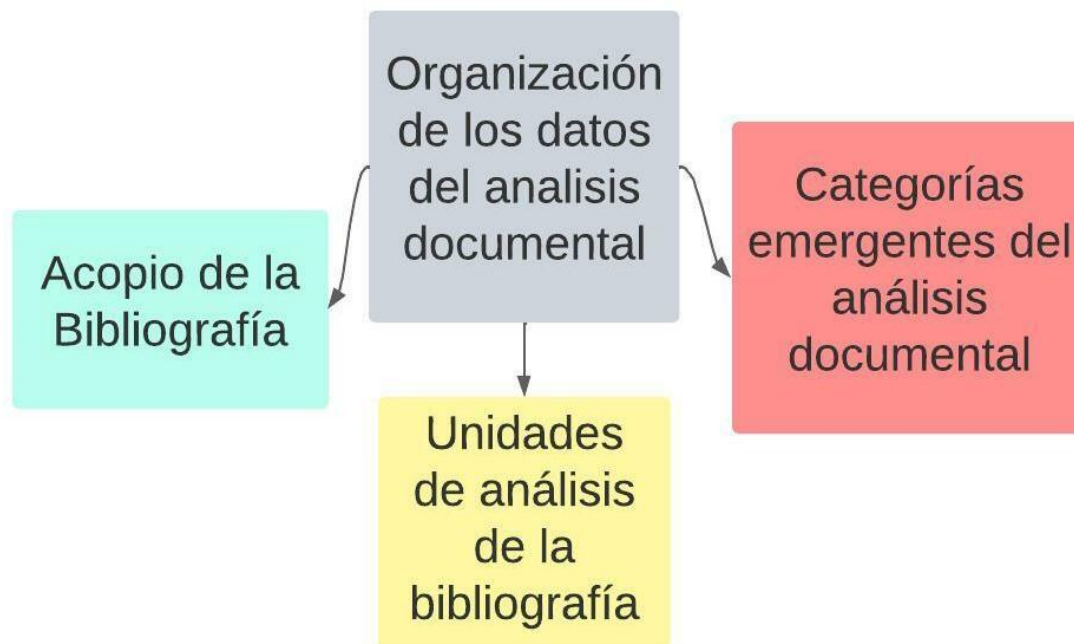 Organización
de los datos
del analisis
documental
Acopio de la
Bibliografía
Categorías
emergentes del
análisis
documental
Unidades
de análisis
de la
bibliografía